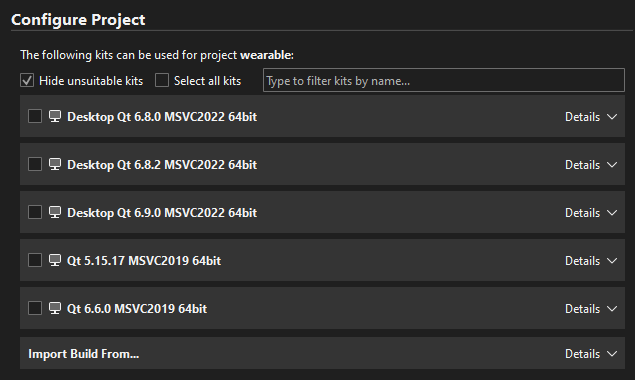 Configure Project
The following kits can be used for project wearable:
Hide unsuitable kits Select all kits Type to filter kits by name...
Desktop Qt 6.8.0 MSVC2022 64bit Details
Desktop Qt 6.8.2 MSVC2022 64bit Details
Desktop Qt 6.9.0 MSVC2022 64bit Details
Qt 5.15.17 MSVC2019 64bit Details
Qt 6.6.0 MSVC2019 64bit Details
Import Build From... Details